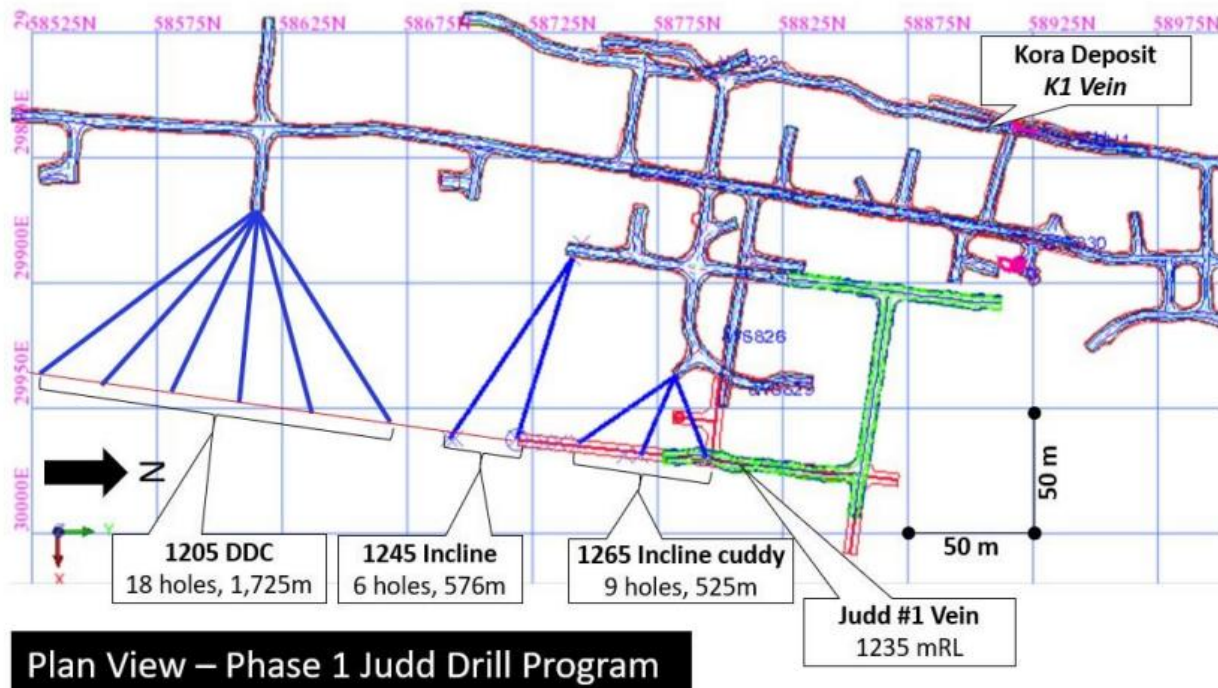 58525N 58575N 58625N 58675N 58725N 58775N 58825N 58875N 58925N 58975N
Kora Deposit
K1 Vein
29900E
29950E
30000E
N
Y
X
50 m
50 m
1205 DDC
18 holes, 1,725m
1245 Incline
6 holes, 576m
1265 Incline cuddy
9 holes, 525m
Judd #1 Vein
1235 mRL
Plan View – Phase 1 Judd Drill Program